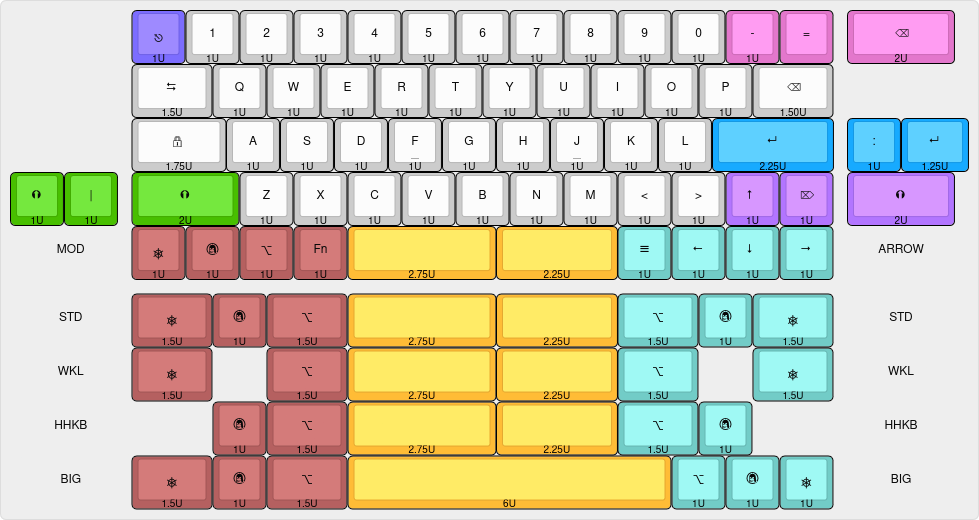 ⎋ 1 2 3 4 5 6 7 8 9 0 - = ⌫
1U 1U 1U 1U 1U 1U 1U 1U 1U 1U 1U 1U 1U 2U
⇆ Q W E R T Y U I O P ⌫
1.5U 1U 1U 1U 1U 1U 1U 1U 1U 1U 1U 1.50U
A S D F G H J K L ↵ : ↵
1.75U 1U 1U 1U 1U 1U 1U 1U 1U 1U 2.25U 1U 1.25U
| Z X C V B N M < > ↑ ⌦
1U 1U 2U 1U 1U 1U 1U 1U 1U 1U 1U 1U 1U 1U 2U
MOD ⌥ Fn ≡ ← ↓ → ARROW
1U 1U 1U 1U 2.75U 2.25U 1U 1U 1U 1U
STD ⌥ ⌥ STD
1.5U 1U 1.5U 2.75U 2.25U 1.5U 1U 1.5U
WKL ⌥ ⌥ WKL
1.5U 1.5U 2.75U 2.25U 1.5U 1.5U
HHKB ⌥ ⌥ HHKB
1U 1.5U 2.75U 2.25U 1.5U 1U
BIG ⌥ ⌥ BIG
1.5U 1U 1.5U 6U 1U 1U 1U